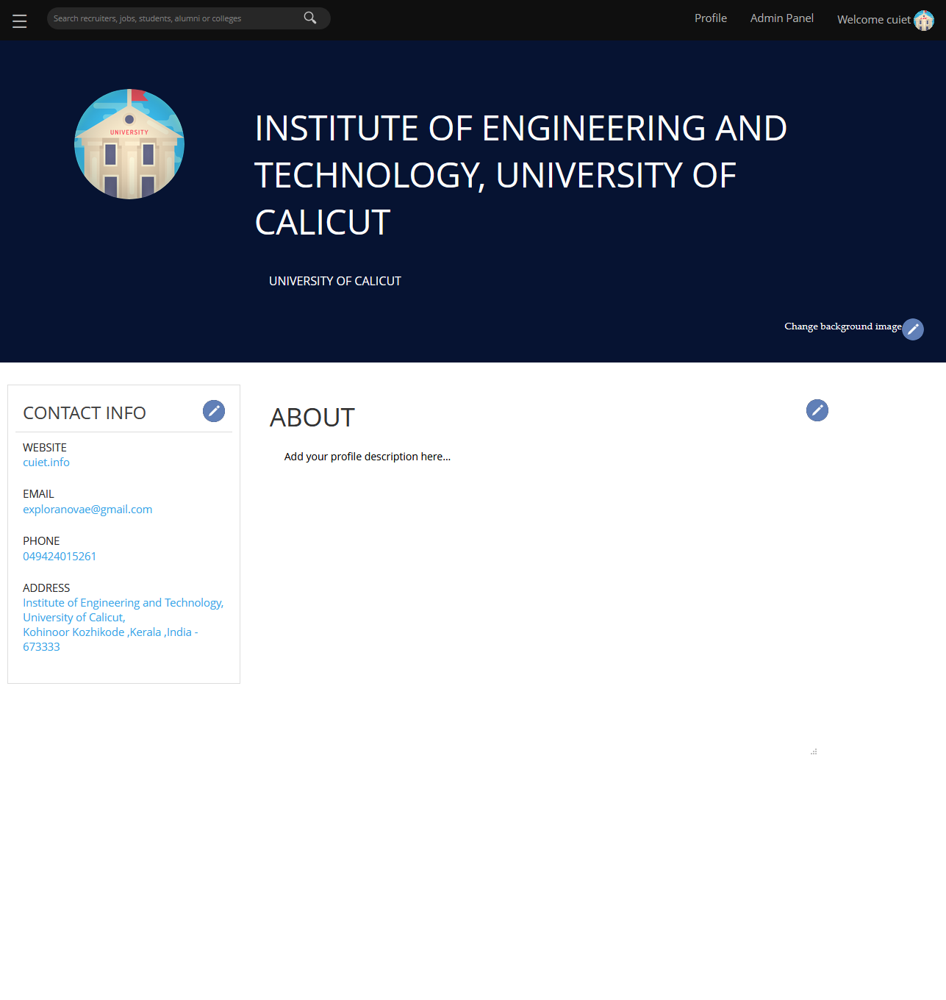 Search recruiters, jobs, students, alumni or colleges
Profile
Admin Panel
Welcome cuiet
UNIVERSITY
INSTITUTE OF ENGINEERING AND
TECHNOLOGY, UNIVERSITY OF
CALICUT
UNIVERSITY OF CALICUT
Change background image
CONTACT INFO
WEBSITE
cuiet.info
EMAIL
exploranovae@gmail.com
PHONE
049424015261
ADDRESS
Institute of Engineering and Technology,
University of Calicut,
Kohinoor Kozhikode ,Kerala ,India -
673333
ABOUT
Add your profile description here...